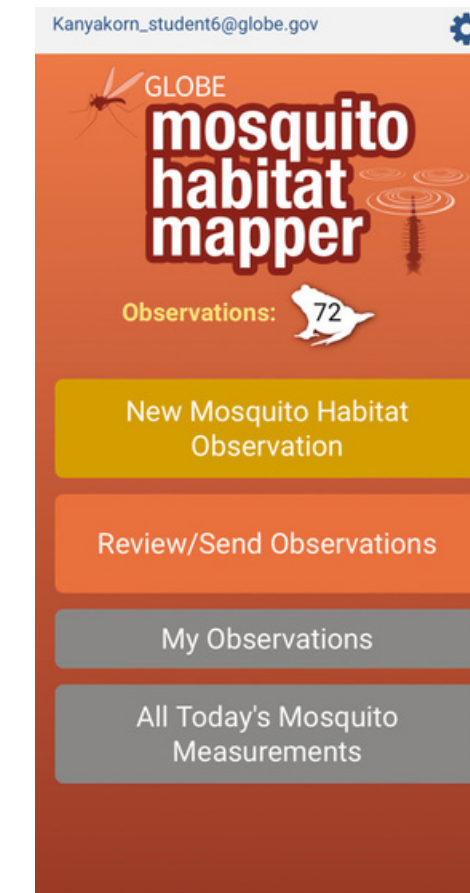 Kanyakorn_student6@globe.gov
GLOBE
mosquito
habitat
mapper
Observations: 72
New Mosquito Habitat
Observation
Review/Send Observations
My Observations
All Today's Mosquito
Measurements